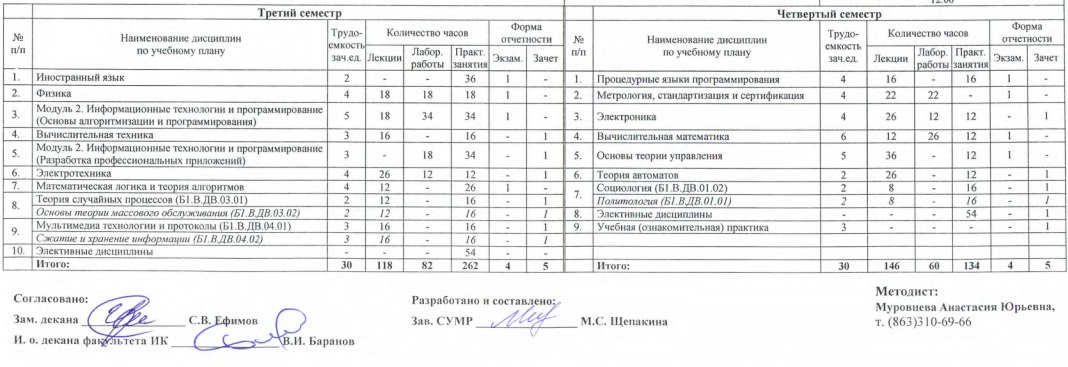 12.00
Третий семестр
№ п/п | Наименование дисциплин по учебному плану | Трудо-емкость зач.ед. | Количество часов | Форма отчетности
Лекции | Лабор. работы | Практ. занятия | Экзам. | Зачет
1. | Иностранный язык | 2 | - | - | 36 | 1 | -
2. | Физика | 4 | 18 | 18 | 18 | 1 | -
3. | Модуль 2. Информационные технологии и программирование (Основы алгоритмизации и программирования) | 5 | 18 | 34 | 34 | 1 | -
4. | Вычислительная техника | 3 | 16 | - | 16 | - | 1
5. | Модуль 2. Информационные технологии и программирование (Разработка профессиональных приложений) | 3 | - | 18 | 34 | - | 1
6. | Электротехника | 4 | 26 | 12 | 12 | - | 1
7. | Математическая логика и теория алгоритмов | 4 | 12 | - | 26 | 1 | -
8. | Теория случайных процессов (Б1.В.ДВ.03.01) | 2 | 12 | - | 16 | - | 1
Основы теории массового обслуживания (Б1.В.ДВ.03.02) | 2 | 12 | - | 16 | - | 1
9. | Мультимедиа технологии и протоколы (Б1.В.ДВ.04.01) | 3 | 16 | - | 16 | - | 1
Сжатие и хранение информации (Б1.В.ДВ.04.02) | 3 | 16 | - | 16 | - | 1
10. | Элективные дисциплины | - | - | - | 54 | - | -
Итого: | 30 | 118 | 82 | 262 | 4 | 5
Четвертый семестр
№ п/п | Наименование дисциплин по учебному плану | Трудо-емкость зач.ед. | Количество часов | Форма отчетности
Лекции | Лабор. работы | Практ. занятия | Экзам. | Зачет
1. | Процедурные языки программирования | 4 | 16 | - | 16 | 1 | -
2. | Метрология, стандартизация и сертификация | 4 | 22 | 22 | - | 1 | -
3. | Электроника | 4 | 26 | 12 | 12 | - | 1
4. | Вычислительная математика | 6 | 12 | 26 | 12 | 1 | -
5. | Основы теории управления | 5 | 36 | - | 12 | 1 | -
6. | Теория автоматов | 2 | 26 | - | 12 | - | 1
7. | Социология (Б1.В.ДВ.01.02) | 2 | 8 | - | 16 | - | 1
Политология (Б1.В.ДВ.01.01) | 2 | 8 | - | 16 | - | 1
8. | Элективные дисциплины | - | - | - | 54 | - | 1
9. | Учебная (ознакомительная) практика | 3 | - | - | - | - | 1
Итого: | 30 | 146 | 60 | 134 | 4 | 5
Согласовано:
Зам. декана С.В. Ефимов
И. о. декана факультета ИК В.И. Баранов
Разработано и составлено:
Зав. СУМР М.С. Щепакина
Методист:
Муровцева Анастасия Юрьевна,
т. (863)310-69-66